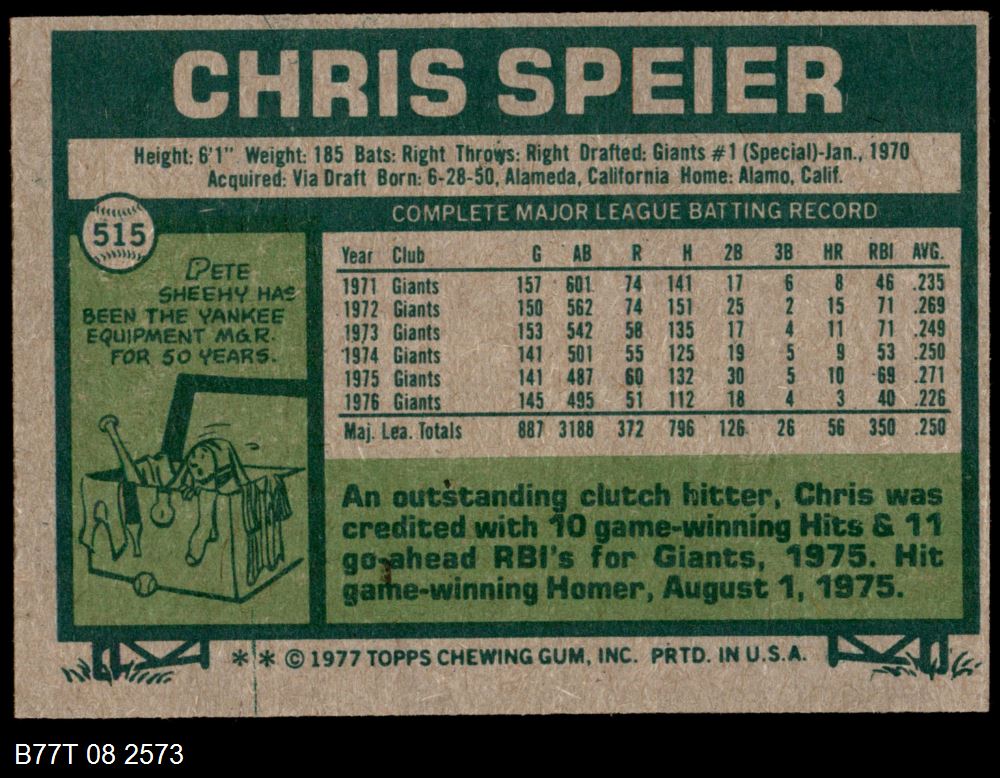 CHRIS SPEIER
Height: 6'1" Weight: 185 Bats: Right Throws: Right Drafted: Giants #1 (Special)-Jan., 1970
Acquired: Via Draft Born: 6-28-50, Alameda, California Home: Alamo, Calif.
515
PETE
SHEEHY HAS
BEEN THE YANKEE
EQUIPMENT MGR.
FOR 50 YEARS.
COMPLETE MAJOR LEAGUE BATTING RECORD
Year Club G AB R H 2B 3B HR RBI AVG.
1971 Giants 157 601 74 141 17 6 8 46 .235
1972 Giants 150 562 74 151 25 2 15 71 .269
1973 Giants 153 542 58 135 17 4 11 71 .249
1974 Giants 141 501 55 125 19 5 9 53 .250
1975 Giants 141 487 60 132 30 5 10 69 .271
1976 Giants 145 495 51 112 18 4 3 40 .226
Maj. Lea. Totals 887 3188 372 796 126 26 56 350 .250
An outstanding clutch hitter, Chris was
credited with 10 game-winning Hits & 11
go-ahead RBI's for Giants, 1975. Hit
game-winning Homer, August 1, 1975.
** © 1977 TOPPS CHEWING GUM, INC. PRTD. IN U.S.A.
B77T 08 2573